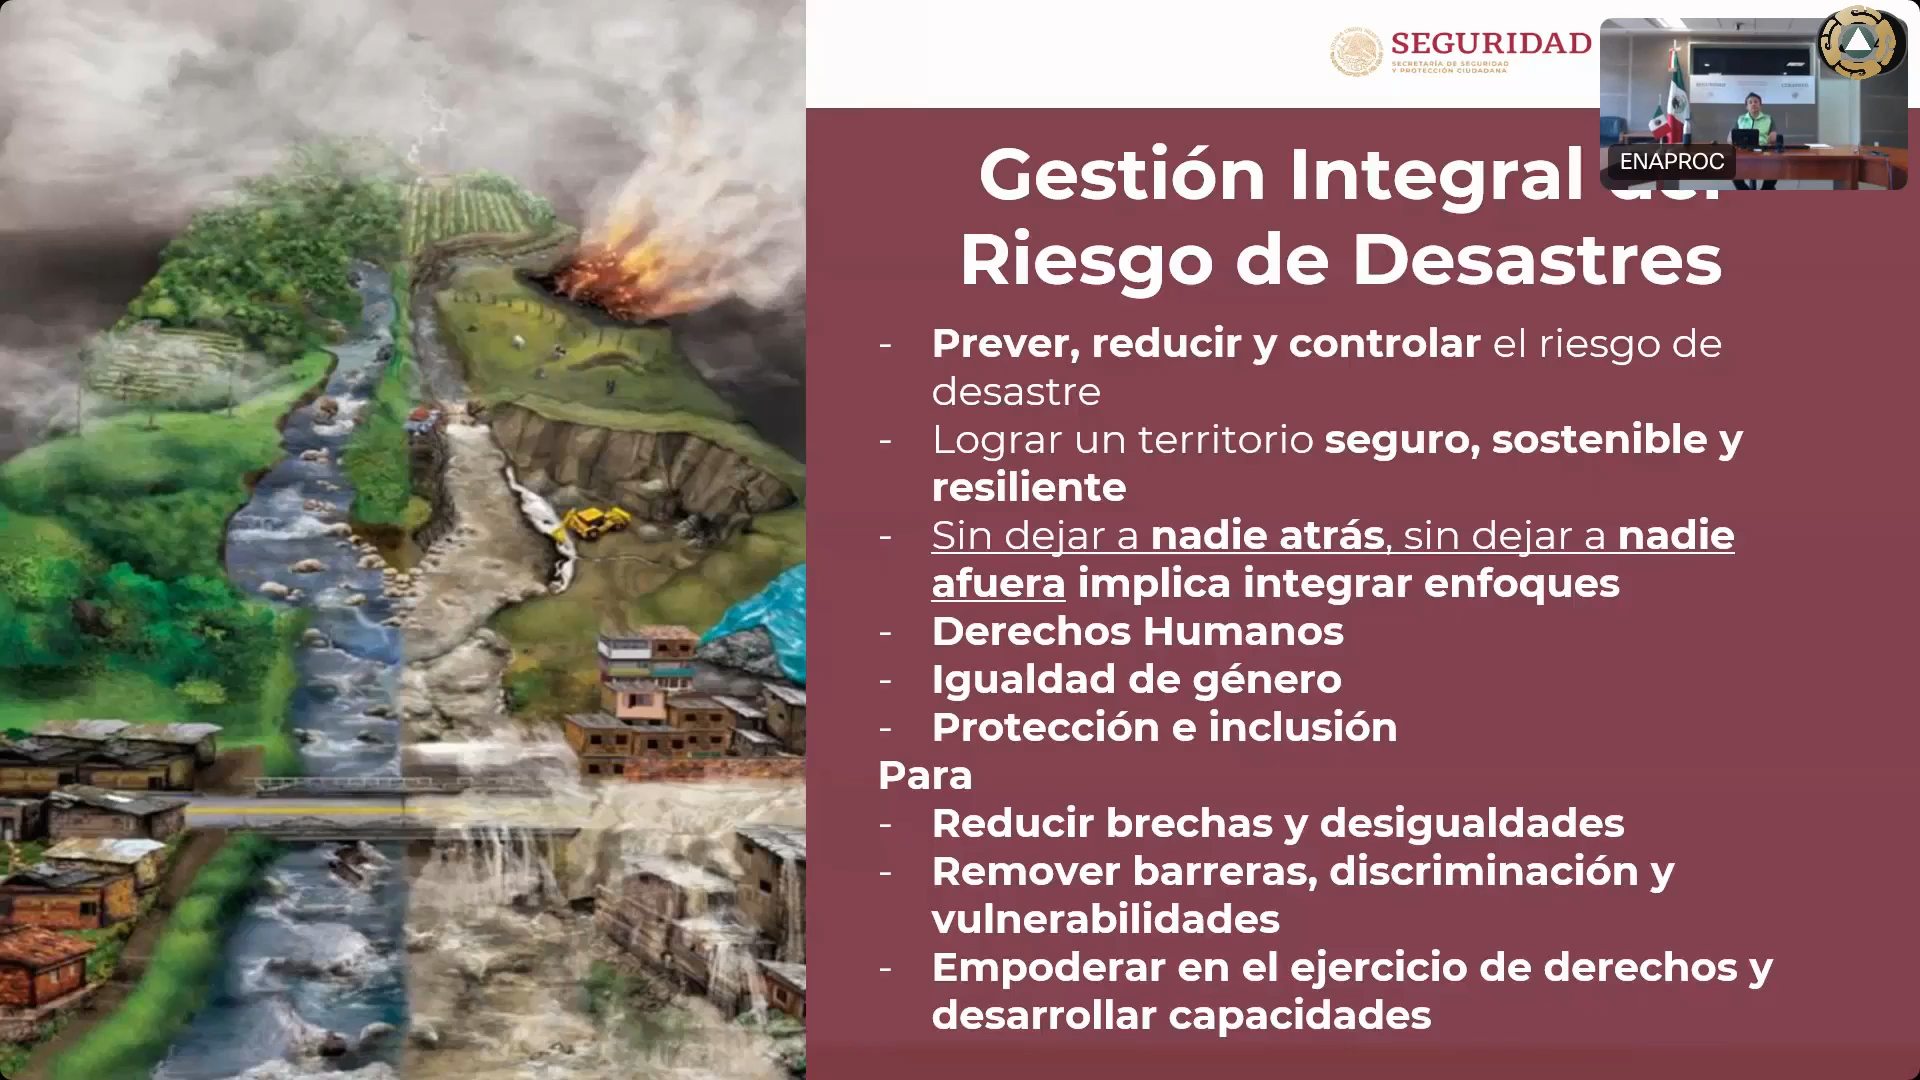 SEGURIDAD
SECRETARÍA DE SEGURIDAD
Y PROTECCIÓN CIUDADANA
ENAPROC
Gestión Integral del
Riesgo de Desastres
- Prever, reducir y controlar el riesgo de
desastre
- Lograr un territorio seguro, sostenible y
resiliente
- Sin dejar a nadie atrás, sin dejar a nadie
afuera implica integrar enfoques
- Derechos Humanos
- Igualdad de género
- Protección e inclusión
Para
- Reducir brechas y desigualdades
- Remover barreras, discriminación y
vulnerabilidades
- Empoderar en el ejercicio de derechos y
desarrollar capacidades